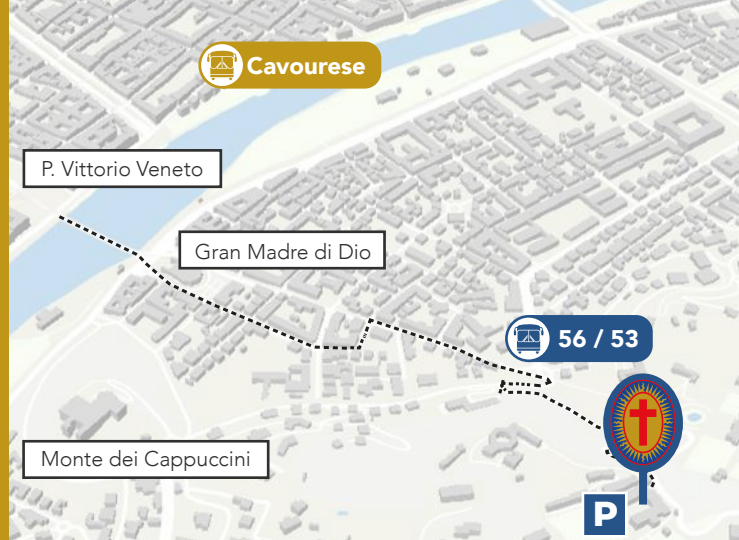 Cavourese
P. Vittorio Veneto
Gran Madre di Dio
56 / 53
Monte dei Cappuccini
P